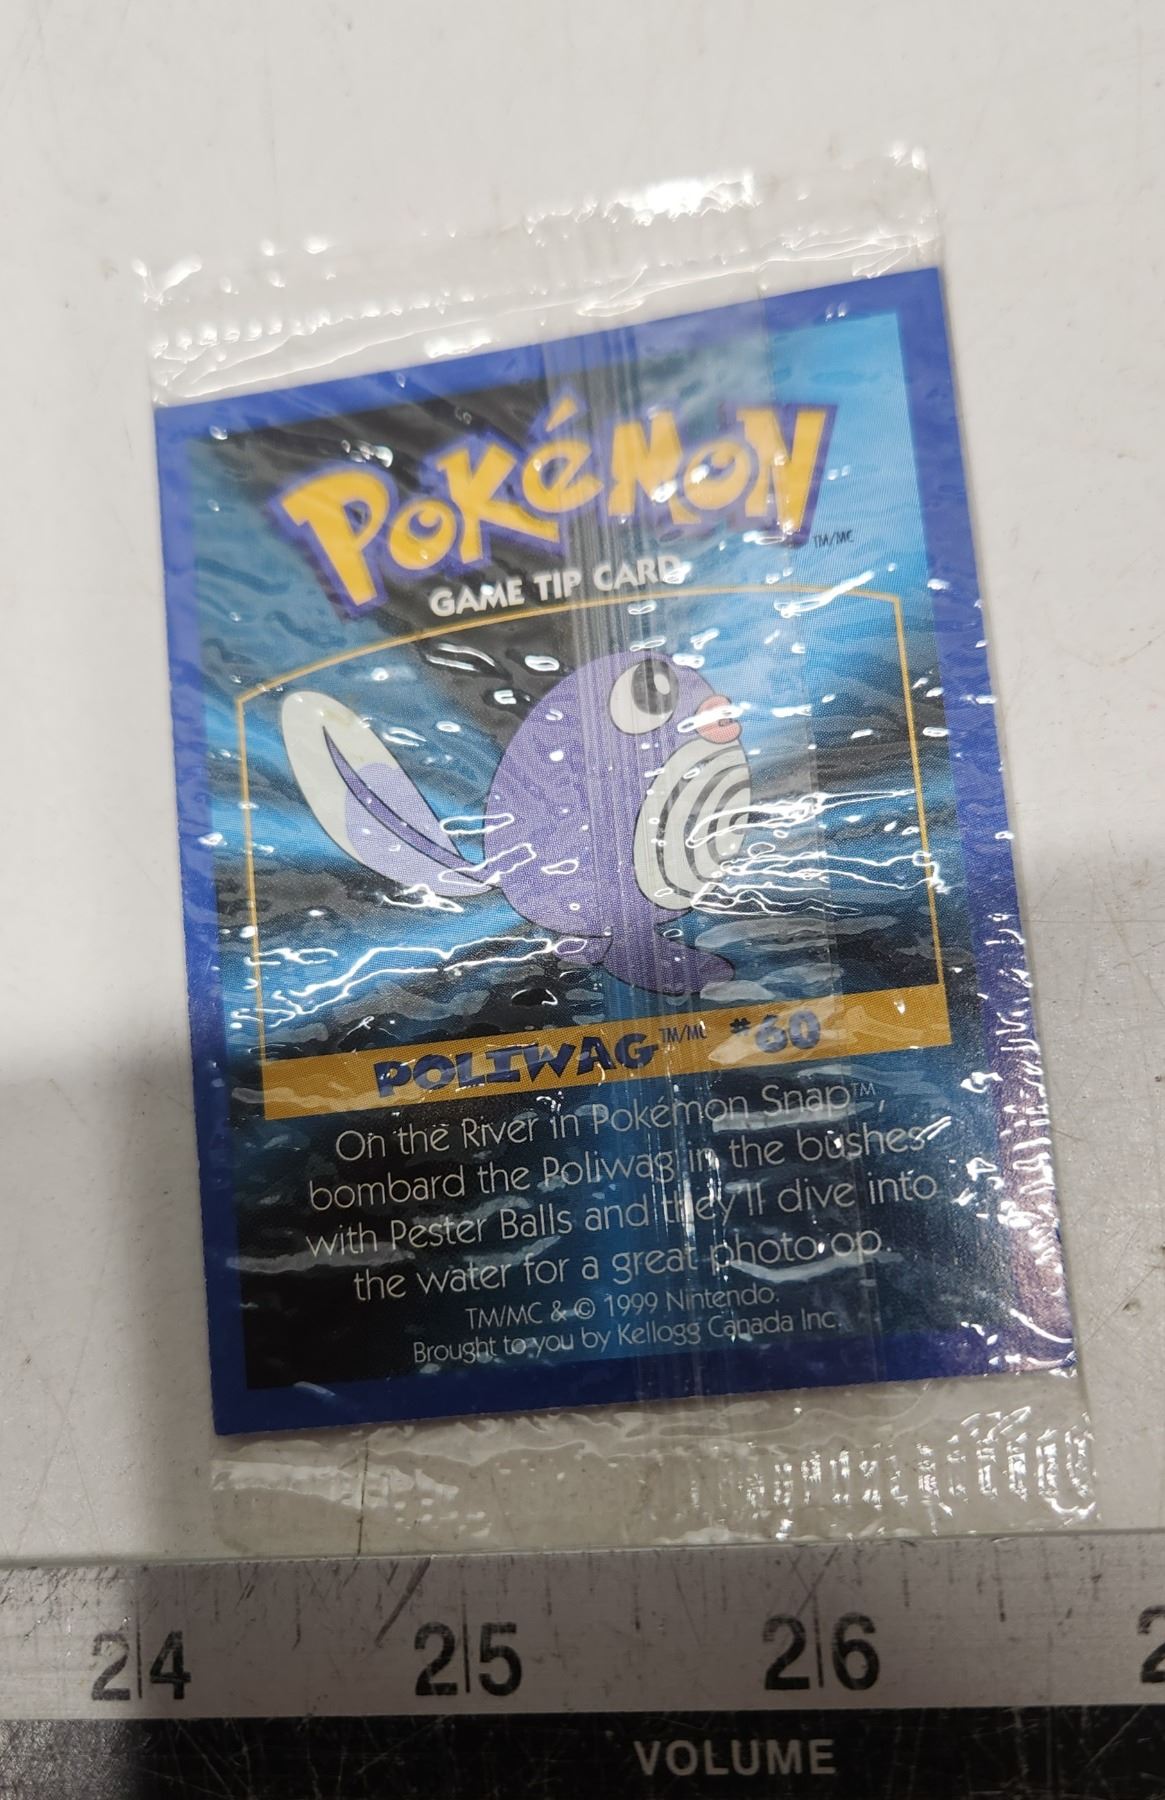 POKéMON
TM/MC
GAME TIP CARD
POLIWAG TM/MC #60
On the River in Pokémon Snap™,
bombard the Poliwag in the bushes
with Pester Balls and they'll dive into
the water for a great photo op.
TM/MC & © 1999 Nintendo.
Brought to you by Kellogg Canada Inc.
24 25 26
VOLUME